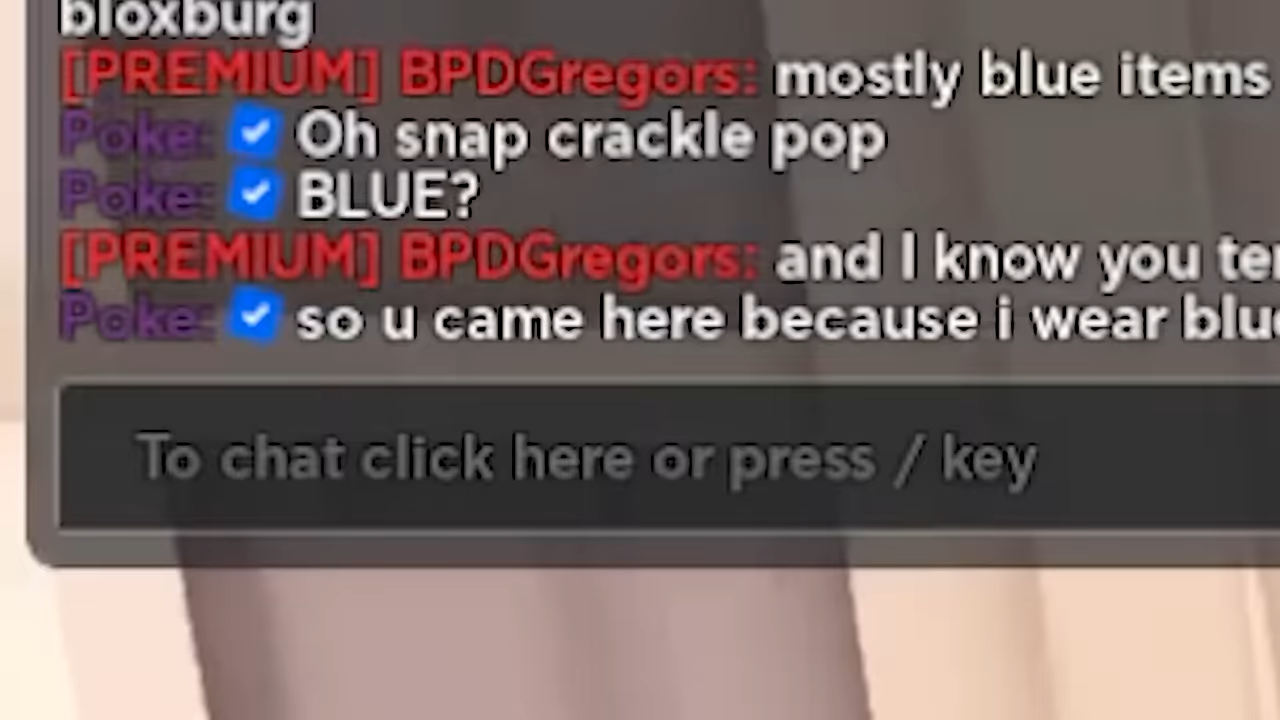 bloxburg
[PREMIUM] BPDGregors: mostly blue items
Poke: Oh snap crackle pop
Poke: BLUE?
[PREMIUM] BPDGregors: and I know you
Poke: so u came here because i wear
To chat click here or press / key